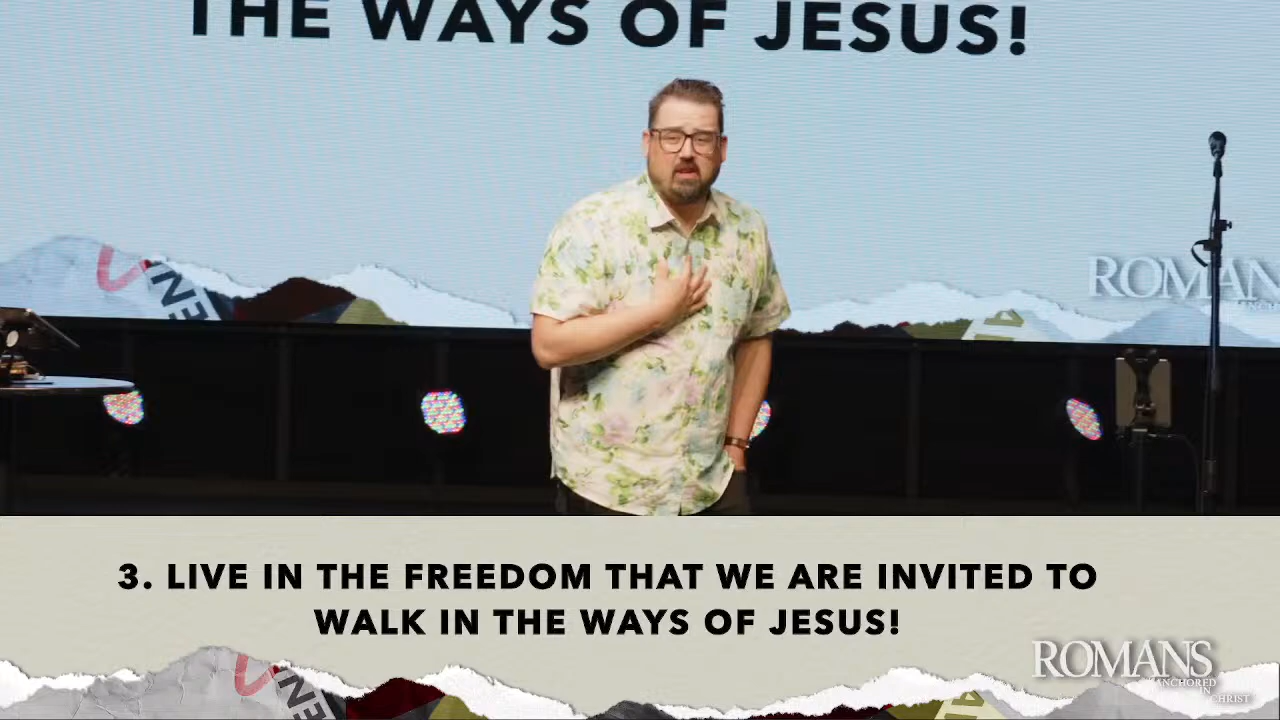 THE WAYS OF JESUS!
ROMAN
3. LIVE IN THE FREEDOM THAT WE ARE INVITED TO
WALK IN THE WAYS OF JESUS!
ROMANS
ANCHORED
IN
CHRIST